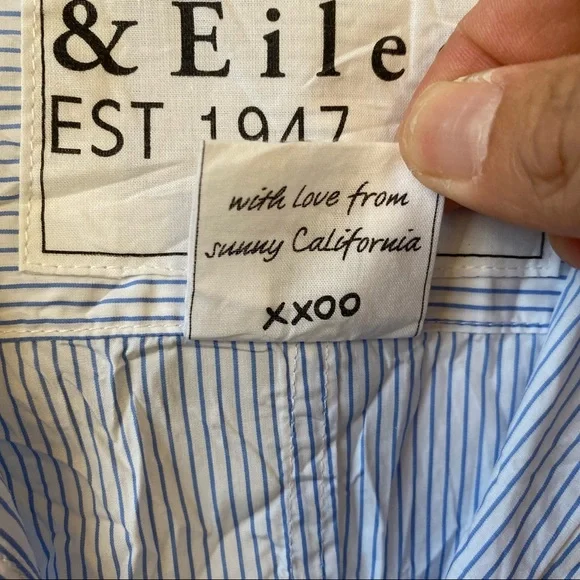 & Eile
EST 1947
with love from
sunny California
XXOO